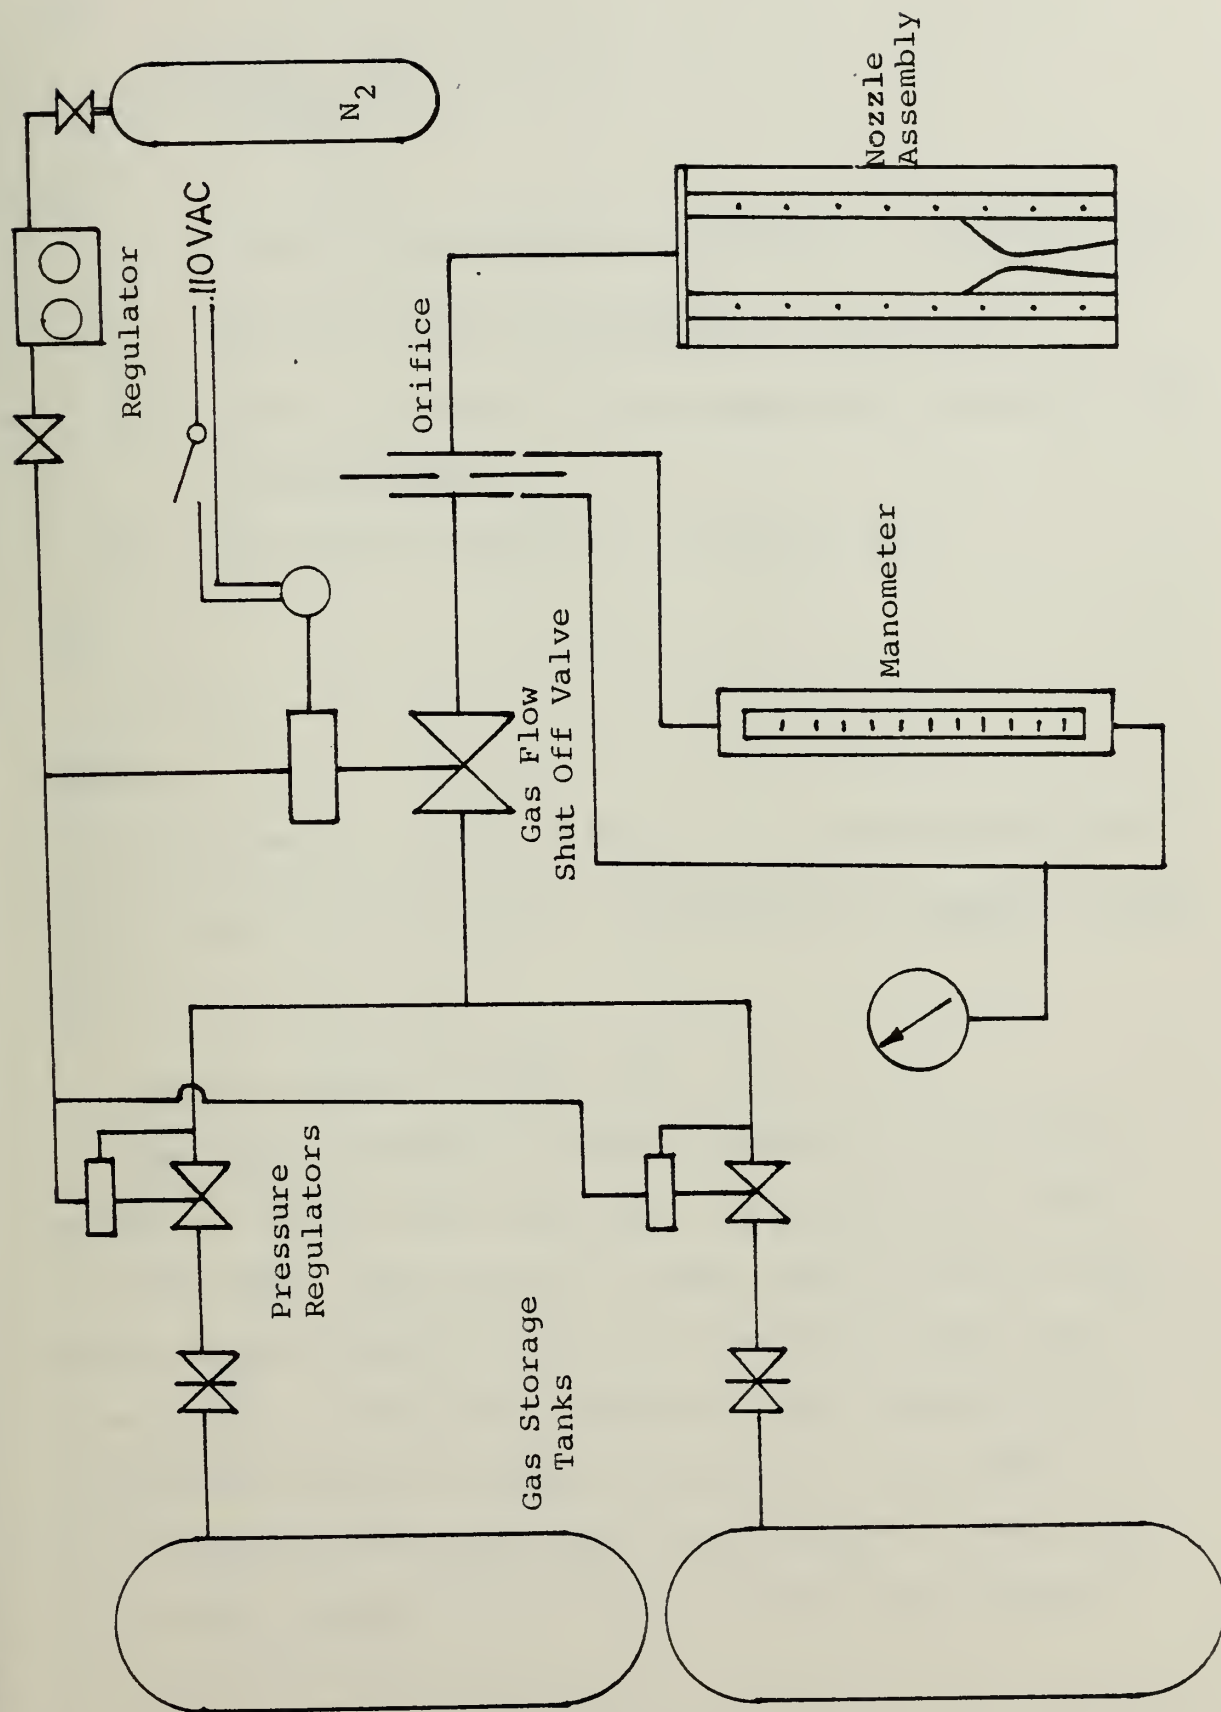 N2
110VAC
Regulator
Orifice
Nozzle
Assembly
Gas Flow
Shut Off Valve
Manometer
Pressure
Regulators
Gas Storage
Tanks